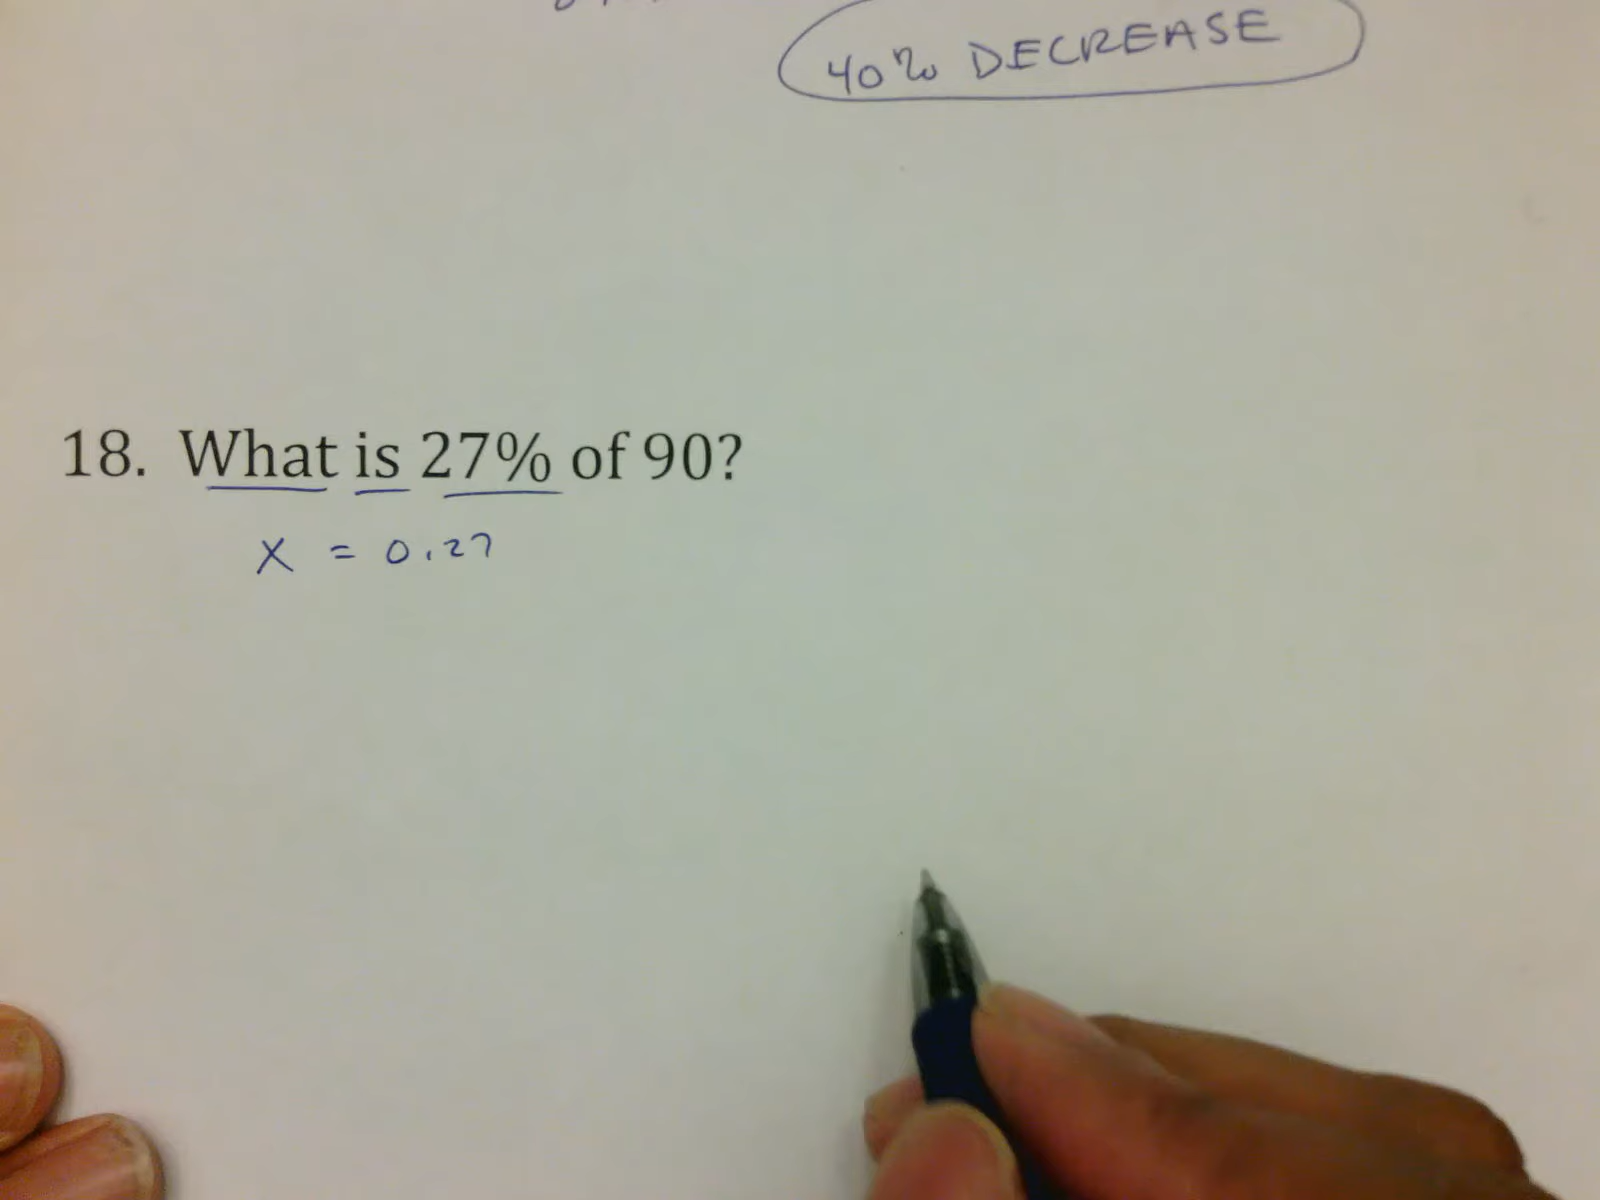 40% DECREASE
18. What is 27% of 90?
x = 0.27